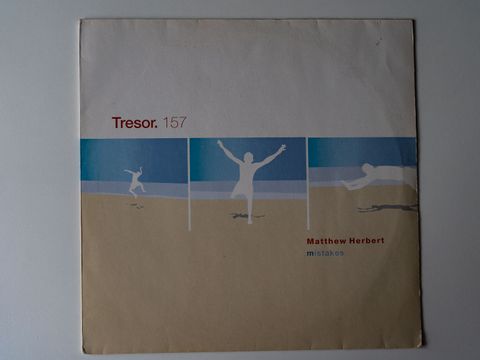 Tresor. 157
Matthew Herbert
mistakes